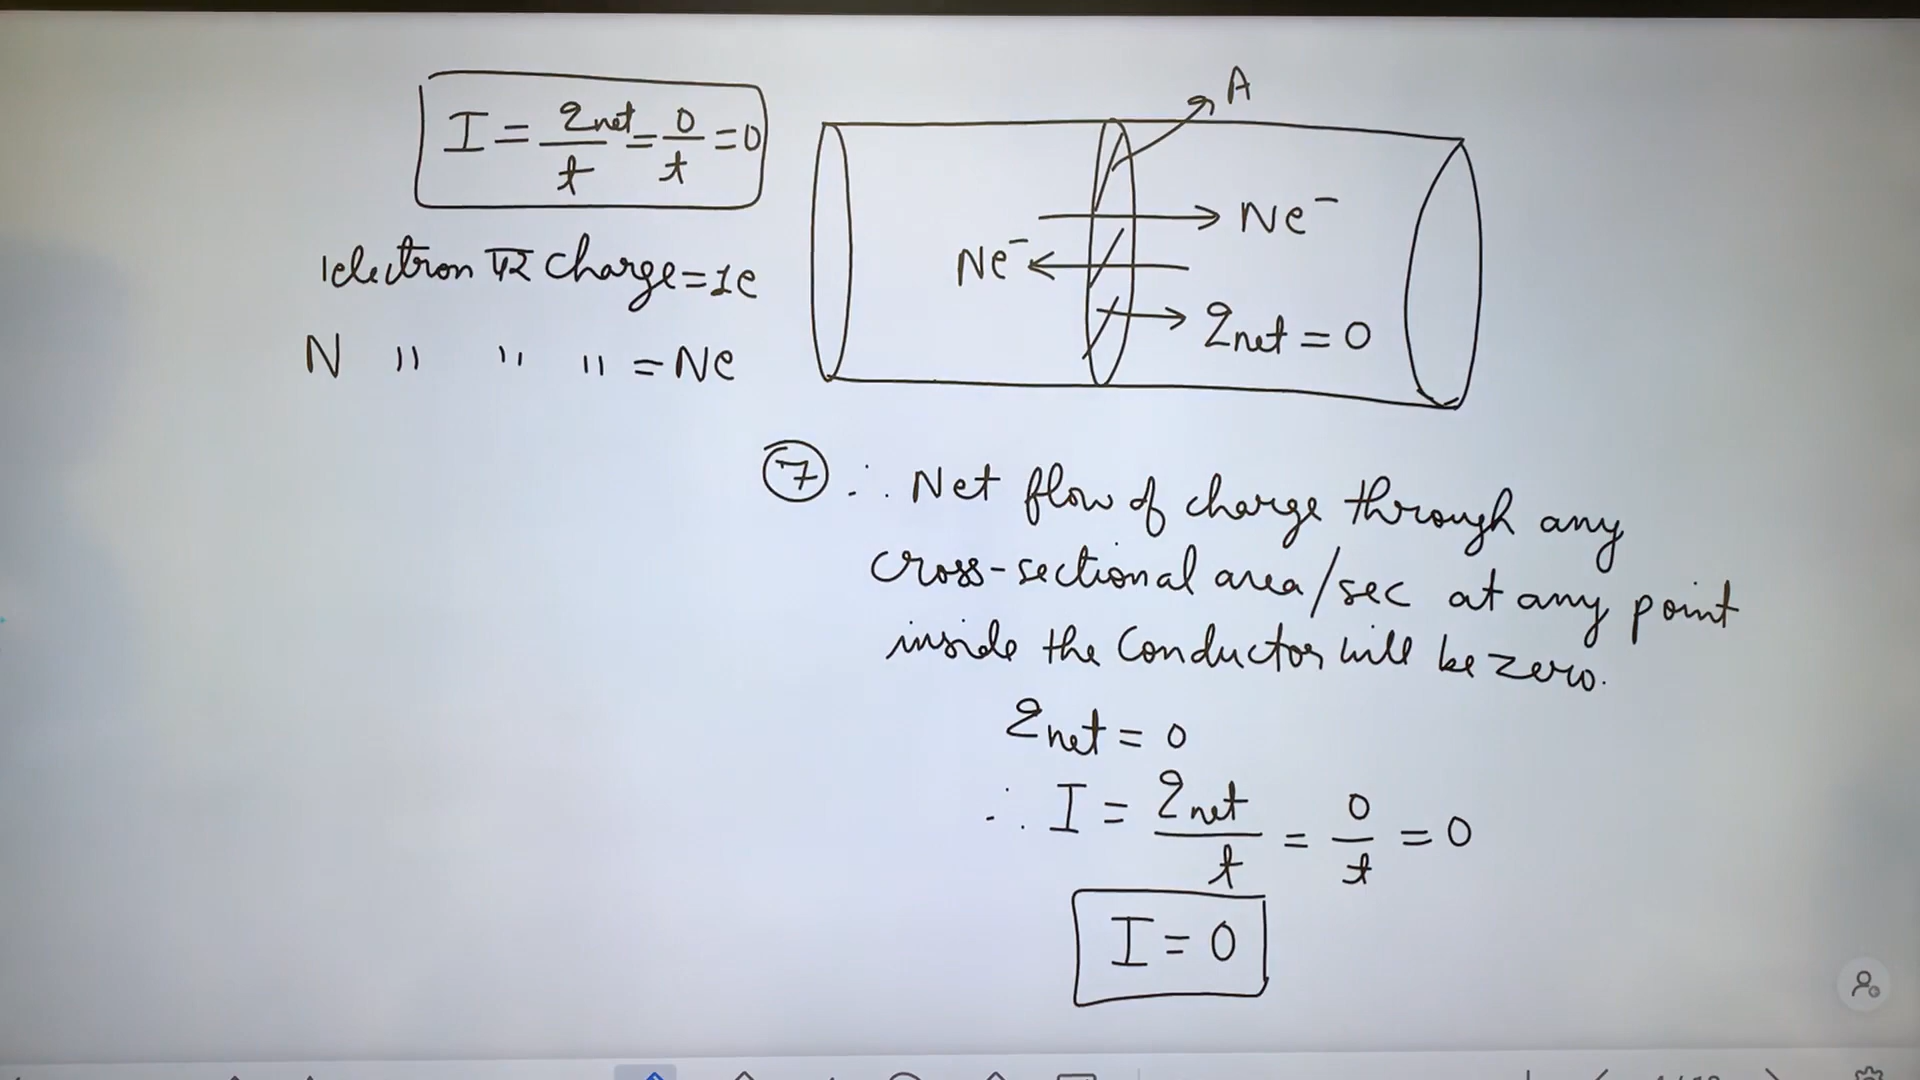 I = qnet/t = 0/t = 0
A
Ne⁻
Ne⁻
qnet = 0
1 electron पर charge = 1e
N " " " = Ne
⑦ ∴ Net flow of charge through any
cross-sectional area/sec at any point
inside the conductor will be zero.
qnet = 0
∴ I = qnet/t = 0/t = 0
I = 0